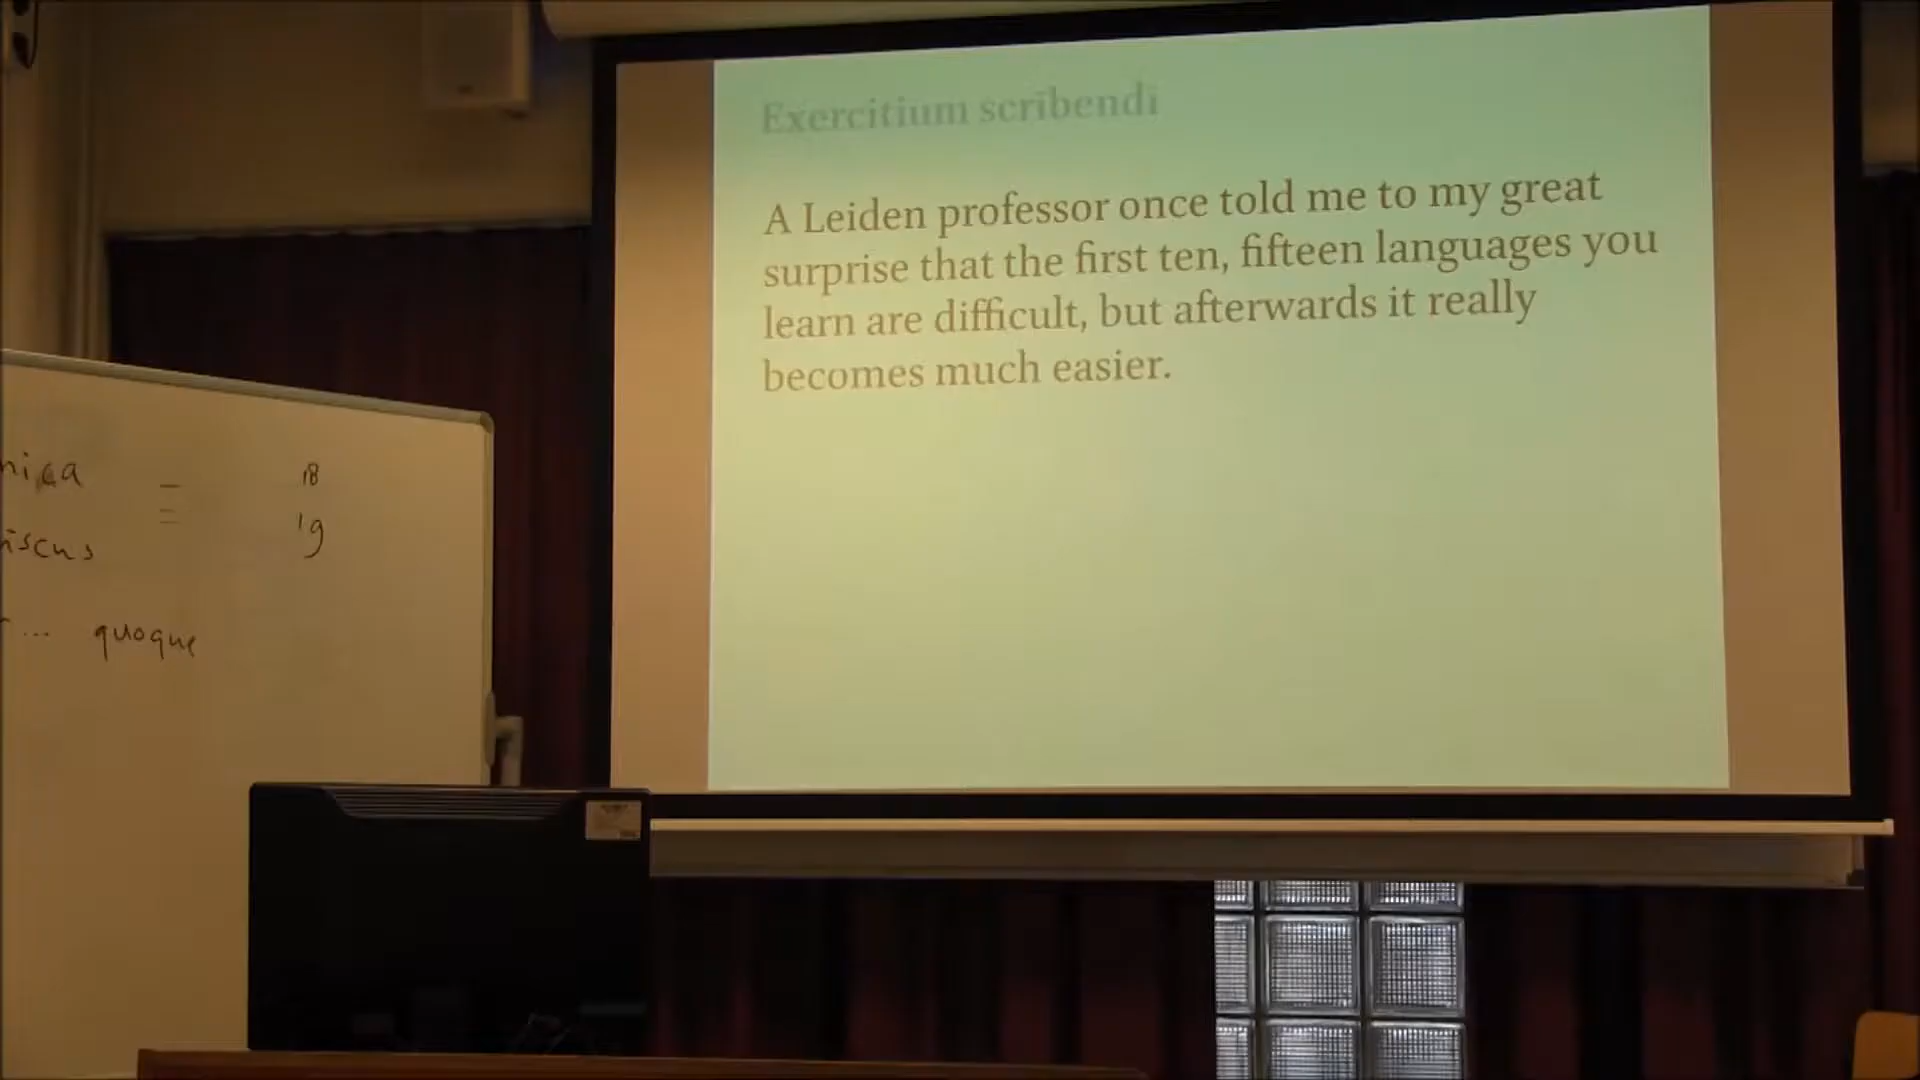 Exercitium scribendi
A Leiden professor once told me to my great
surprise that the first ten, fifteen languages you
learn are difficult, but afterwards it really
becomes much easier.
18
19
... quoque